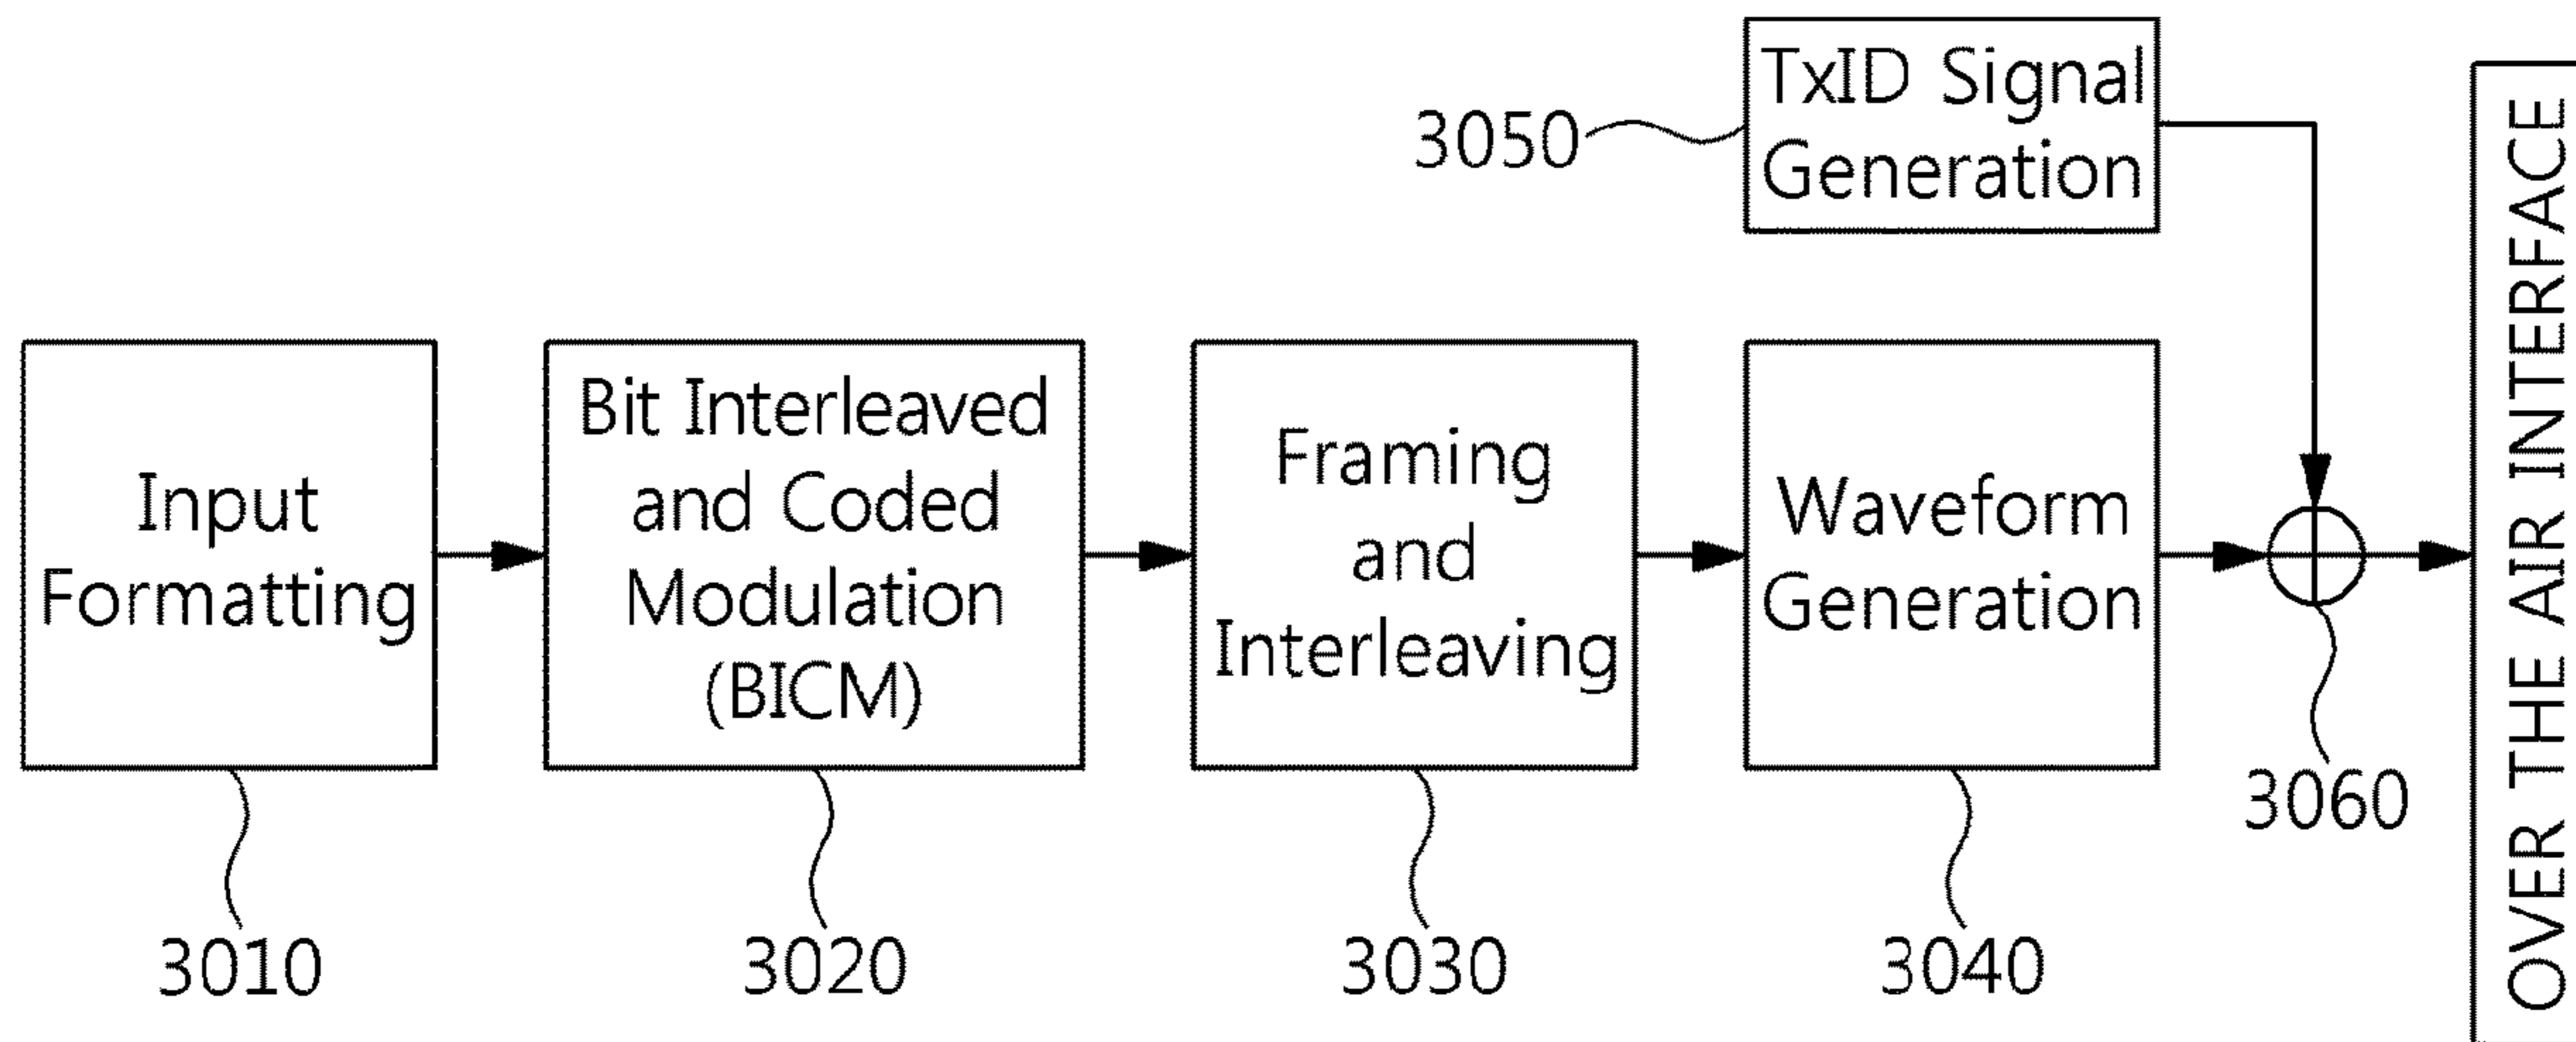 TxID Signal
Generation
3050
Input
Formatting
3010
Bit Interleaved
and Coded
Modulation
(BICM)
3020
Framing
and
Interleaving
3030
Waveform
Generation
3040
3060
OVER THE AIR INTERFACE